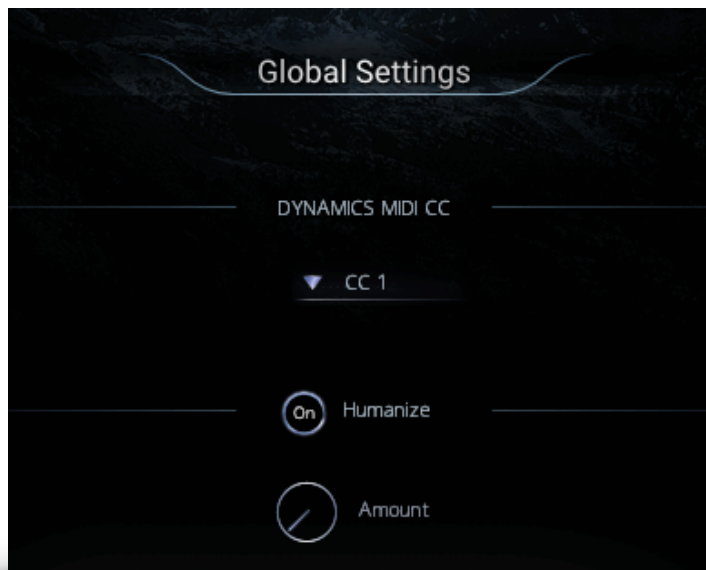 Global Settings
DYNAMICS MIDI CC
CC 1
On Humanize
Amount